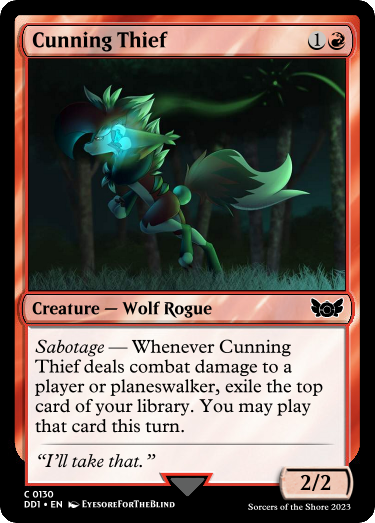 Cunning Thief 1
Creature — Wolf Rogue
Sabotage — Whenever Cunning
Thief deals combat damage to a
player or planeswalker, exile the top
card of your library. You may play
that card this turn.
“I’ll take that.”
2/2
C 0130
DD1 • EN EyesoreForTheBlind
Sorcers of the Shore 2023